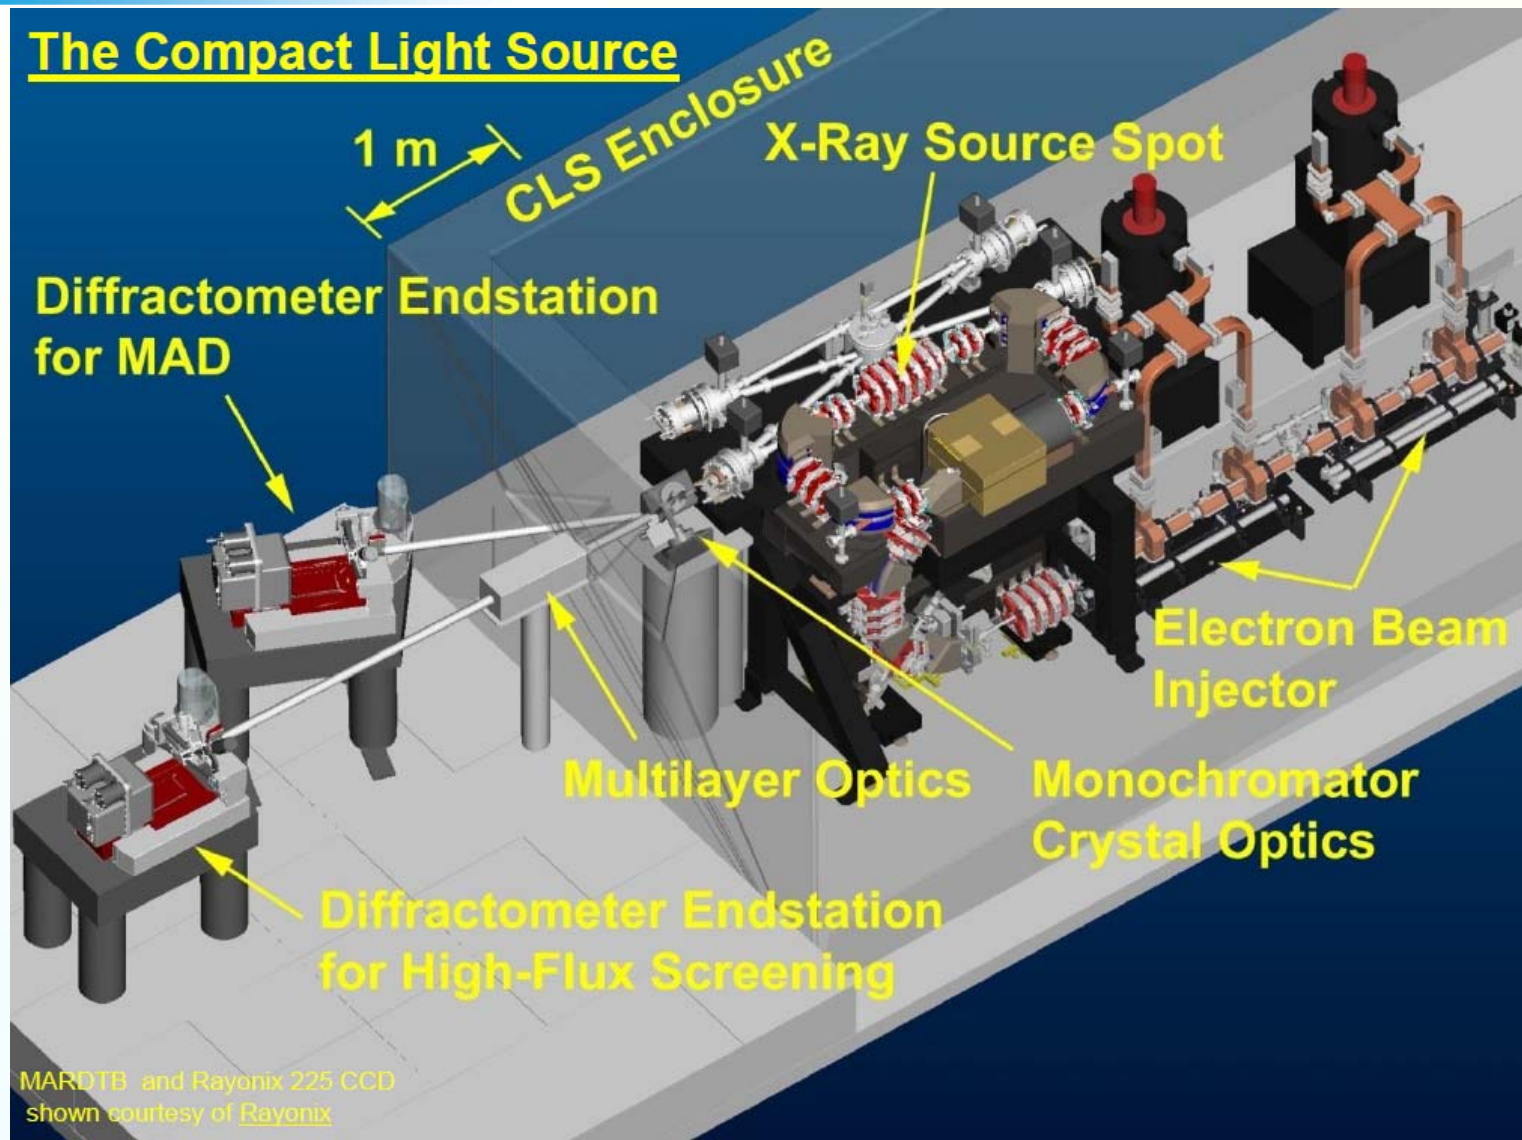 The Compact Light Source
1 m
CLS Enclosure
X-Ray Source Spot
Diffractometer Endstation
for MAD
Electron Beam
Injector
Multilayer Optics
Monochromator
Crystal Optics
Diffractometer Endstation
for High-Flux Screening
MARDTB and Rayonix 225 CCD
shown courtesy of Rayonix